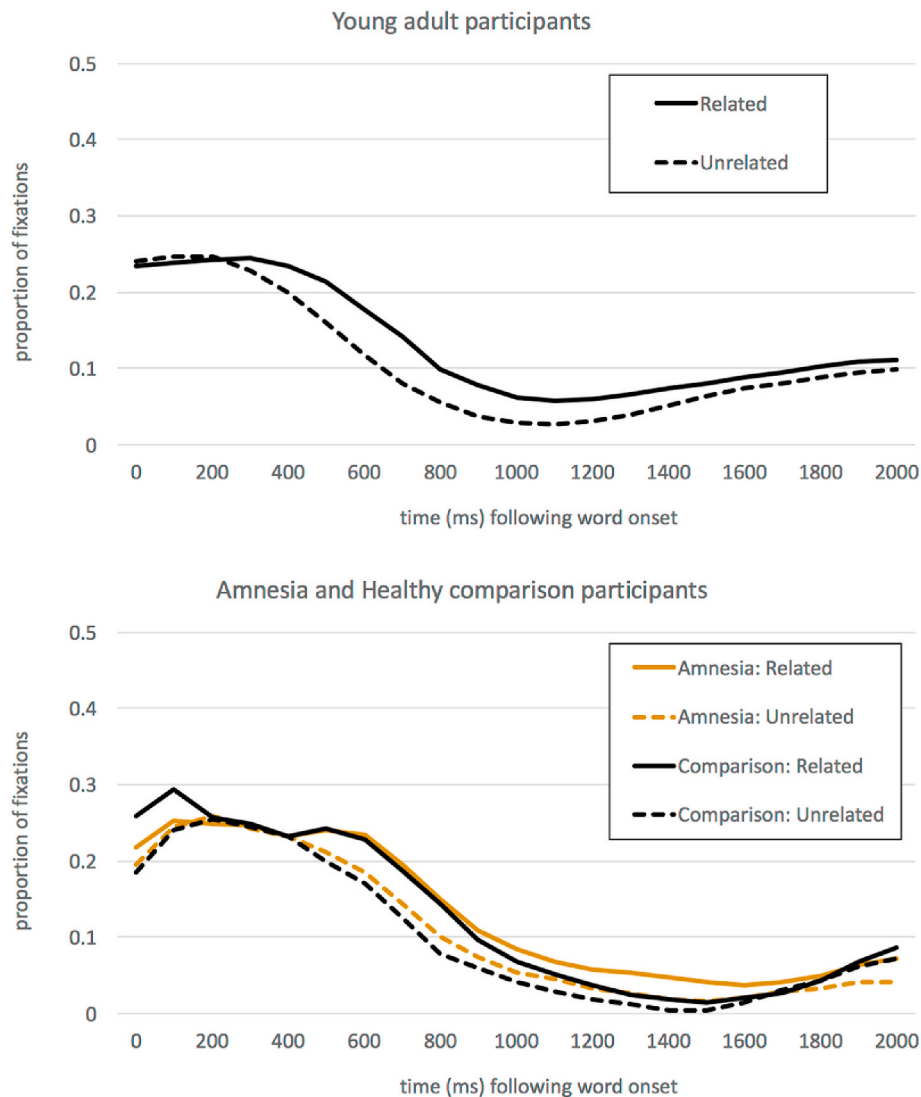 Young adult participants
0.5
0.4
0.3
0.2
0.1
0
proportion of fixations
Related
Unrelated
0 200 400 600 800 1000 1200 1400 1600 1800 2000
time (ms) following word onset
Amnesia and Healthy comparison participants
0.5
0.4
0.3
0.2
0.1
0
proportion of fixations
Amnesia: Related
Amnesia: Unrelated
Comparison: Related
Comparison: Unrelated
0 200 400 600 800 1000 1200 1400 1600 1800 2000
time (ms) following word onset